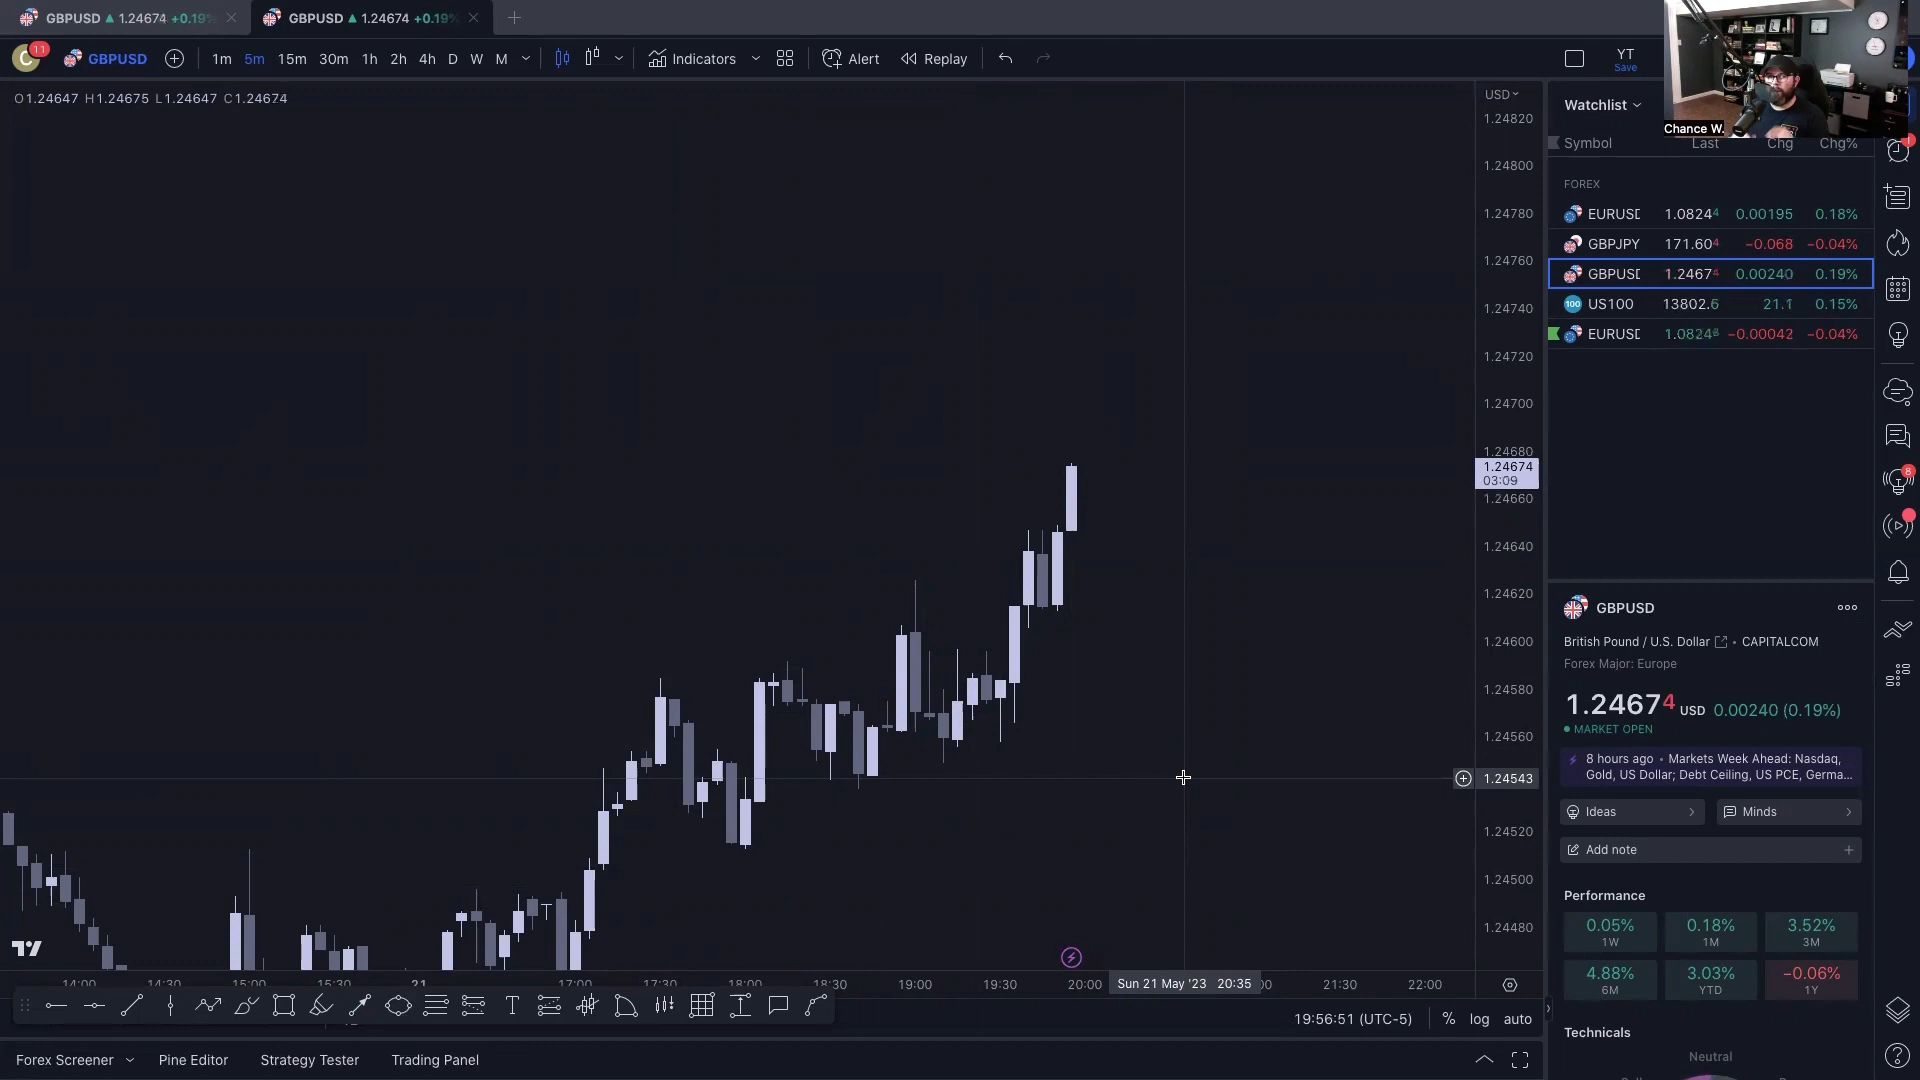 GBPUSD ▲ 1.24674 +0.19%
GBPUSD ▲ 1.24674 +0.19%
C 11 GBPUSD 1m 5m 15m 30m 1h 2h 4h D W M Indicators Alert Replay YT
Save
O1.24647 H1.24675 L1.24647 C1.24674
USD
1.24820
1.24800
1.24780
1.24760
1.24740
1.24720
1.24700
1.24680
1.24674
03:09
1.24660
1.24640
1.24620
1.24600
1.24580
1.24560
1.24543
1.24520
1.24500
1.24480
14:00 14:30 15:00 15:30 21 17:00 17:30 18:00 18:30 19:00 19:30 20:00 Sun 21 May '23 20:35 21:30 22:00
19:56:51 (UTC-5) % log auto
Forex Screener Pine Editor Strategy Tester Trading Panel
Chance W.
Watchlist
Symbol Last Chg Chg%
FOREX
EURUSD 1.08244 0.00195 0.18%
GBPJPY 171.604 −0.068 −0.04%
GBPUSD 1.24674 0.00240 0.19%
100 US100 13802.6 21.1 0.15%
EURUSD 1.08248 −0.00042 −0.04%
1
8
GBPUSD
British Pound / U.S. Dollar • CAPITALCOM
Forex Major: Europe
1.24674 USD 0.00240 (0.19%)
MARKET OPEN
8 hours ago • Markets Week Ahead: Nasdaq,
Gold, US Dollar; Debt Ceiling, US PCE, Germa...
Ideas
Minds
Add note
Performance
0.05% 0.18% 3.52%
1W 1M 3M
4.88% 3.03% −0.06%
6M YTD 1Y
Technicals
Neutral